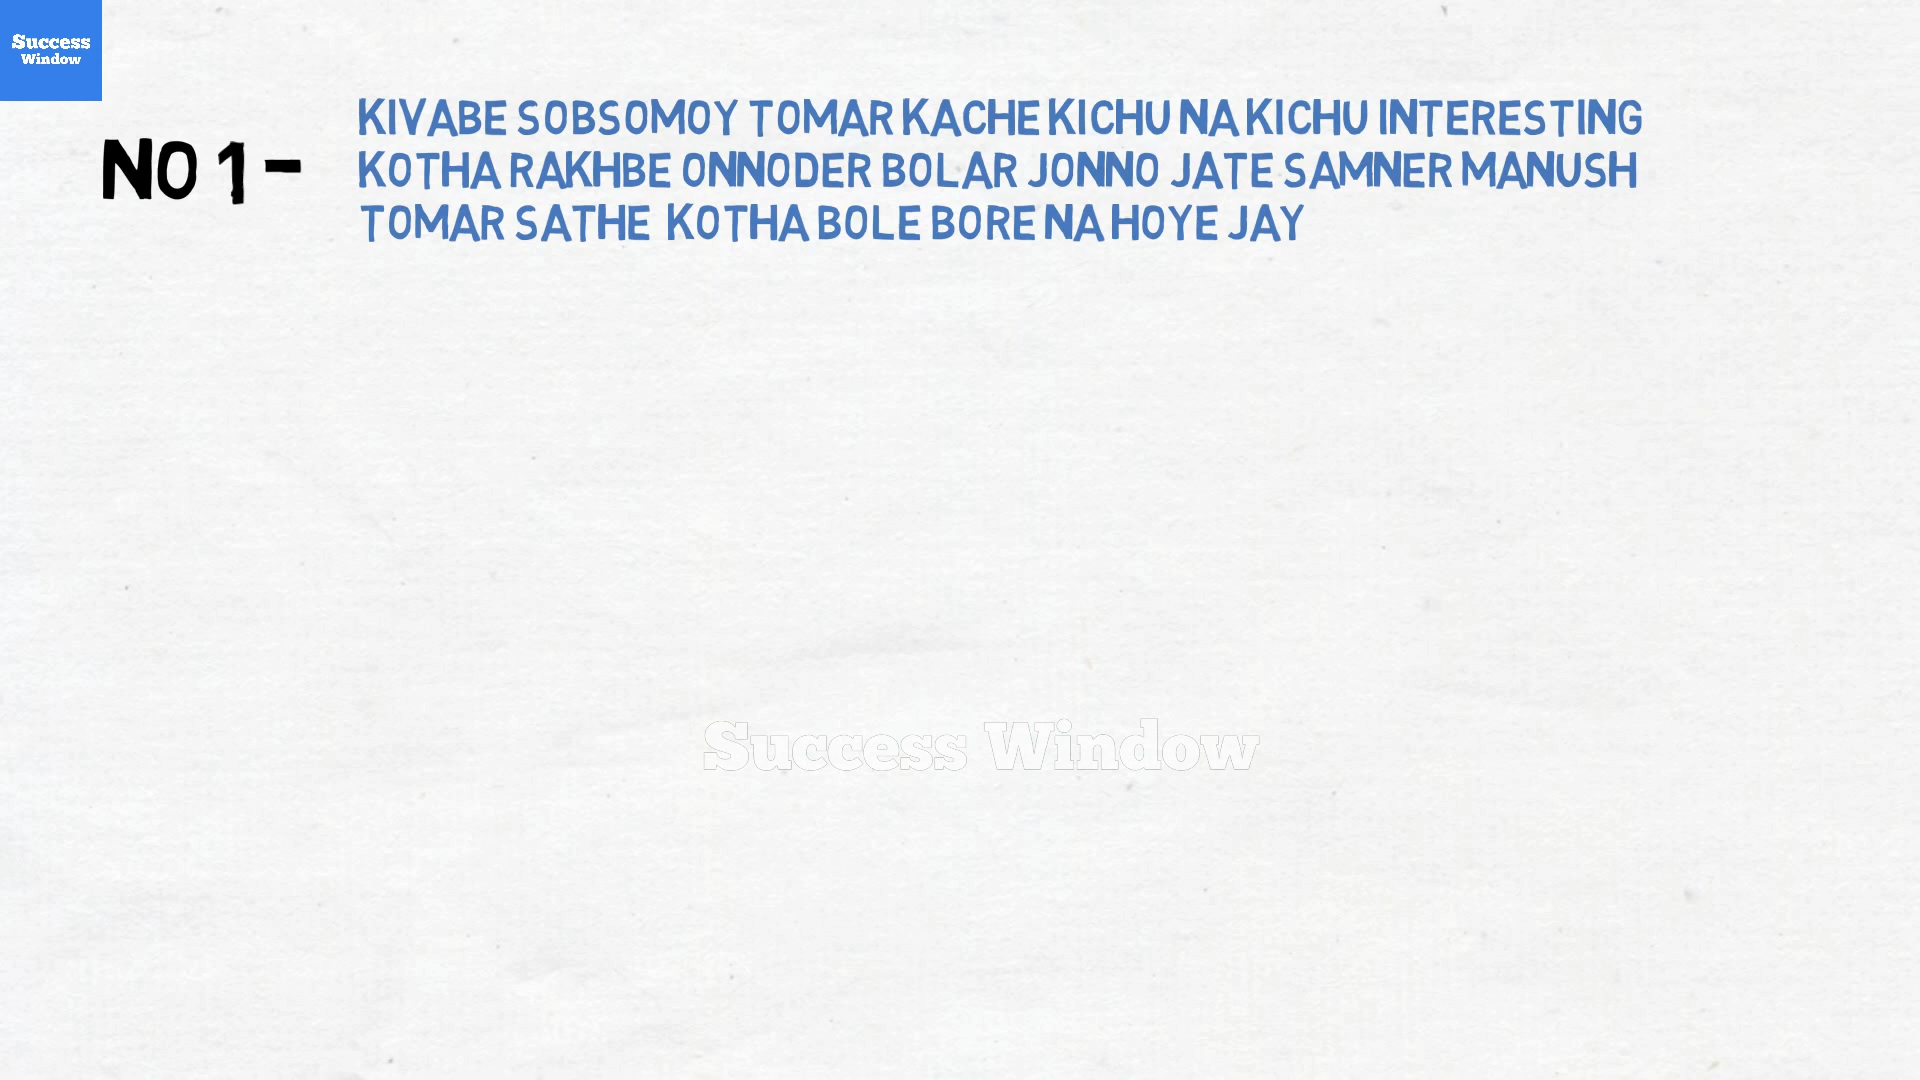 Success
Window
NO 1 -
KIVABE SOBSOMOY TOMAR KACHE KICHU NA KICHU INTERESTING
KOTHA RAKHBE ONNODER BOLAR JONNO JATE SAMNER MANUSH
TOMAR SATHE KOTHA BOLE BORE NA HOYE JAY
Success Window